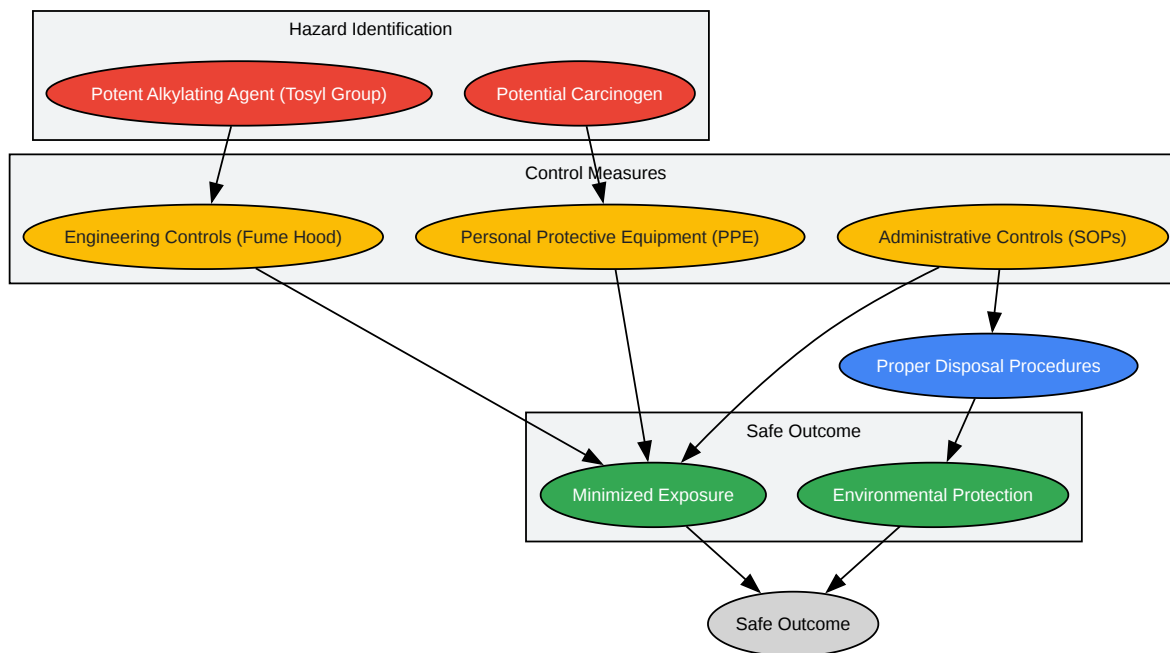 Hazard Identification
Potent Alkylating Agent (Tosyl Group)
Potential Carcinogen
Control Measures
Engineering Controls (Fume Hood)
Personal Protective Equipment (PPE)
Administrative Controls (SOPs)
Proper Disposal Procedures
Safe Outcome
Minimized Exposure
Environmental Protection
Safe Outcome